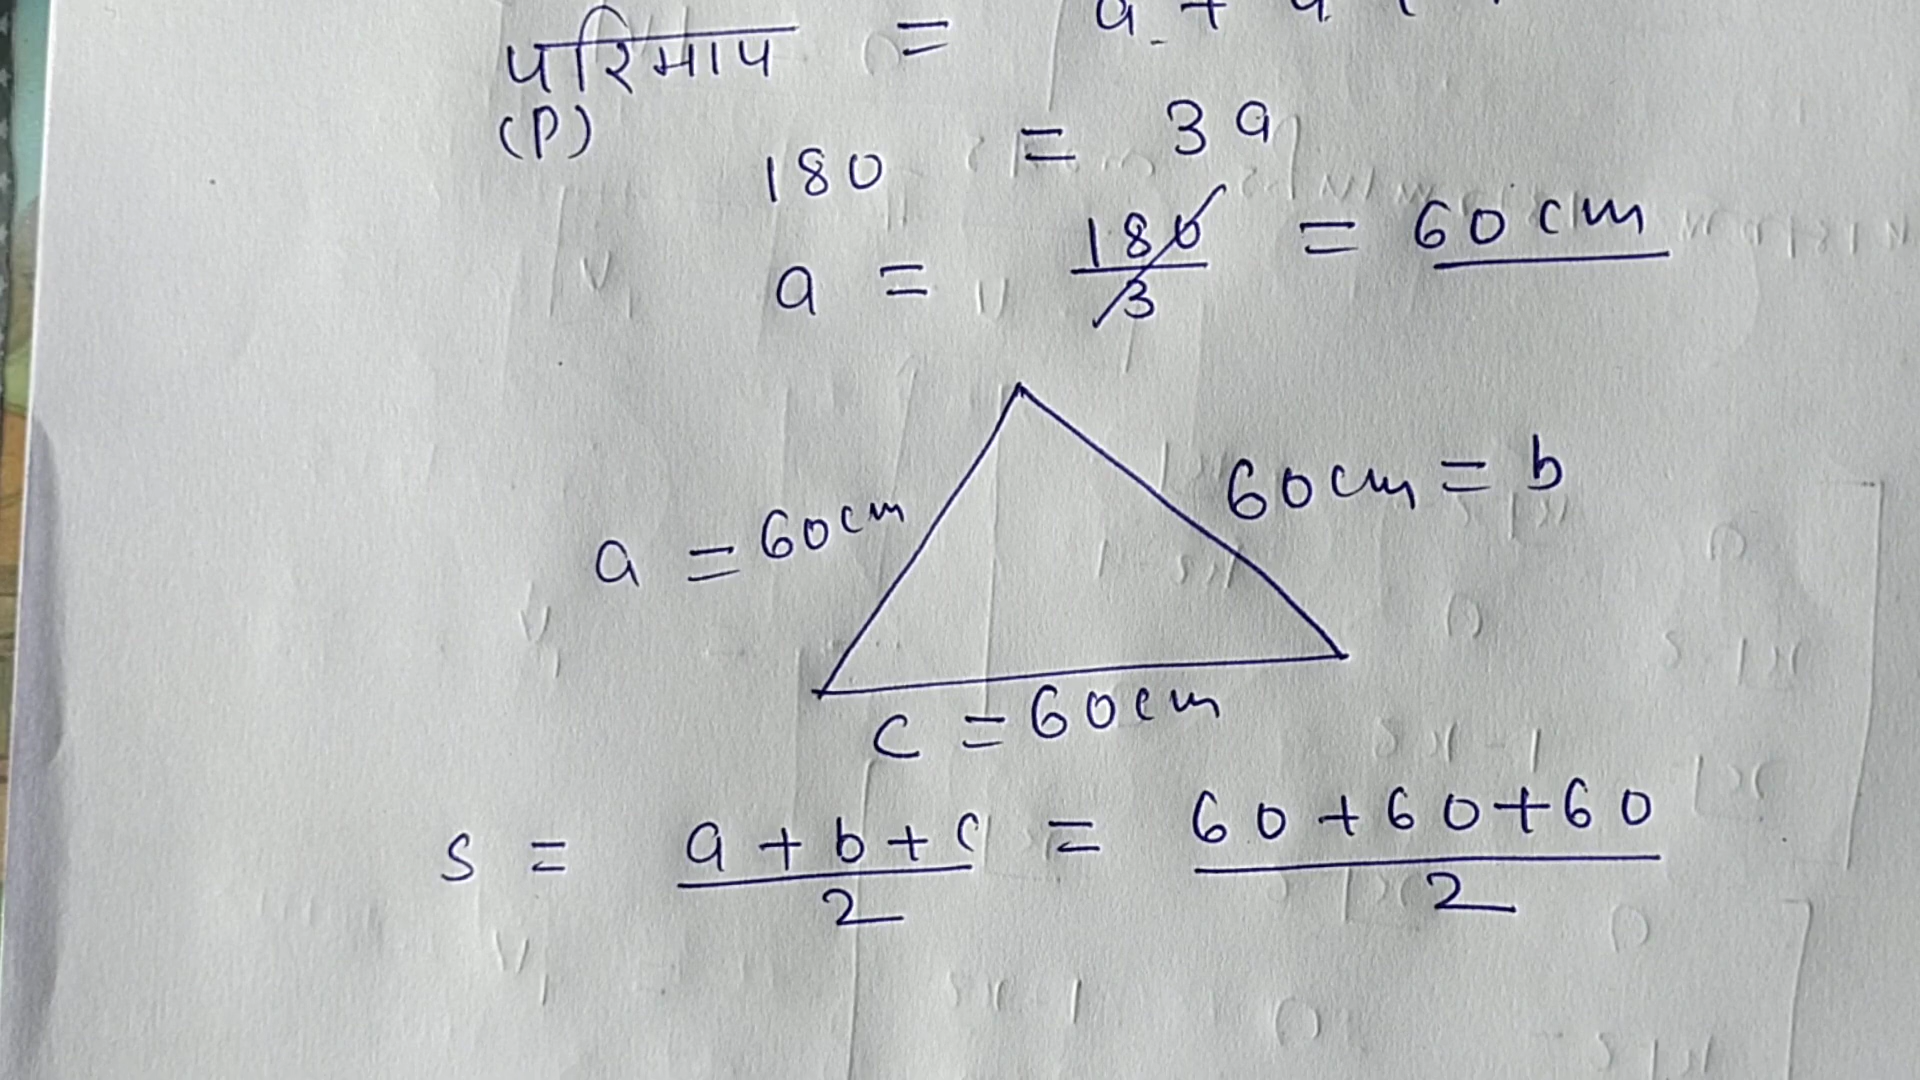 परिमाप = a + a
(P)
180 = 3a
a = 180/3 = 60 cm
a = 60cm
60cm = b
c = 60cm
s = a + b + c / 2 = 60 + 60 + 60 / 2